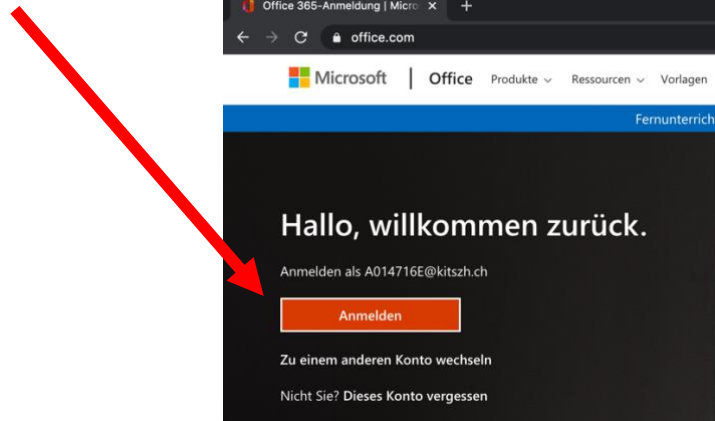 Office 365-Anmeldung | Micro
office.com
Microsoft | Office Produkte Ressourcen Vorlagen
Fernunterrich
Hallo, willkommen zurück.
Anmelden als A014716E@kitszh.ch
Anmelden
Zu einem anderen Konto wechseln
Nicht Sie? Dieses Konto vergessen